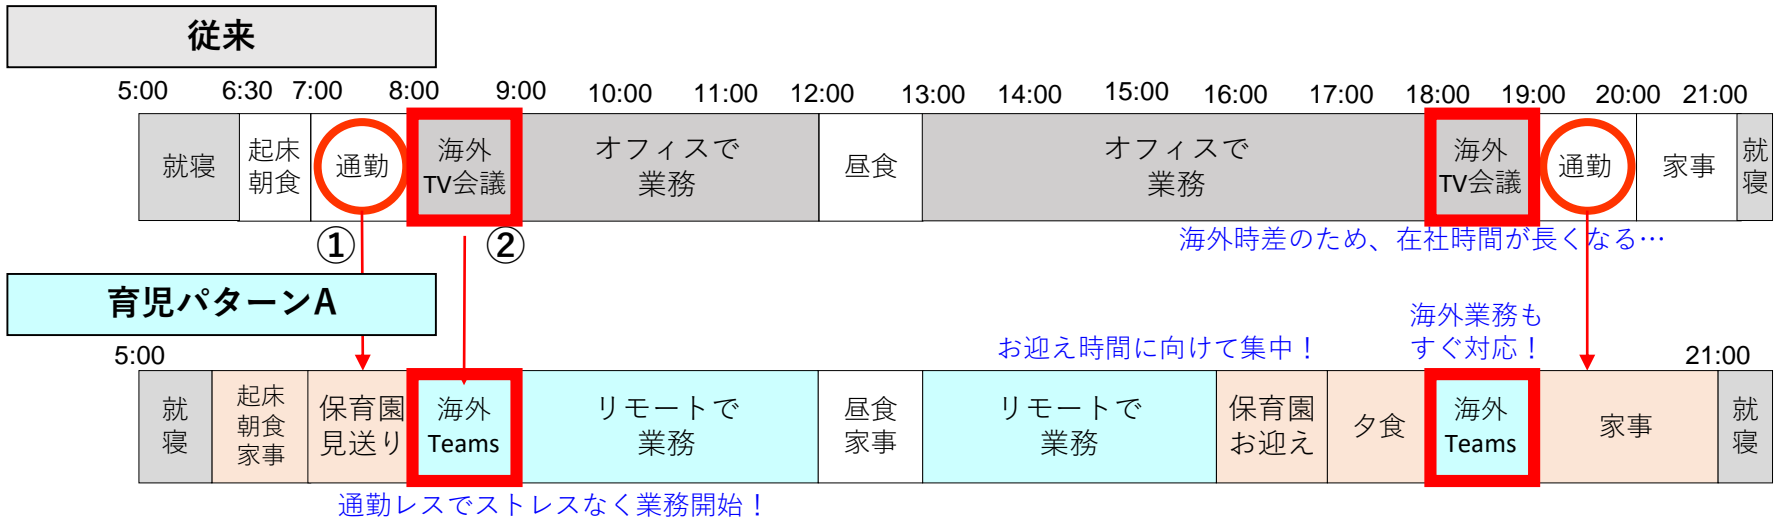 従来
5:00 6:30 7:00 8:00 9:00 10:00 11:00 12:00 13:00 14:00 15:00 16:00 17:00 18:00 19:00 20:00 21:00
就寝
起床
朝食
通勤
海外
TV会議
オフィスで
業務
昼食
オフィスで
業務
海外
TV会議
通勤
家事
就
寝
① ②
海外時差のため、在社時間が長くなる…
育児パターンA
海外業務も
すぐ対応！
お迎え時間に向けて集中！
5:00 21:00
就
寝
起床
朝食
家事
保育園
見送り
海外
Teams
リモートで
業務
昼食
家事
リモートで
業務
保育園
お迎え
夕食
海外
Teams
家事
就
寝
通勤レスでストレスなく業務開始！